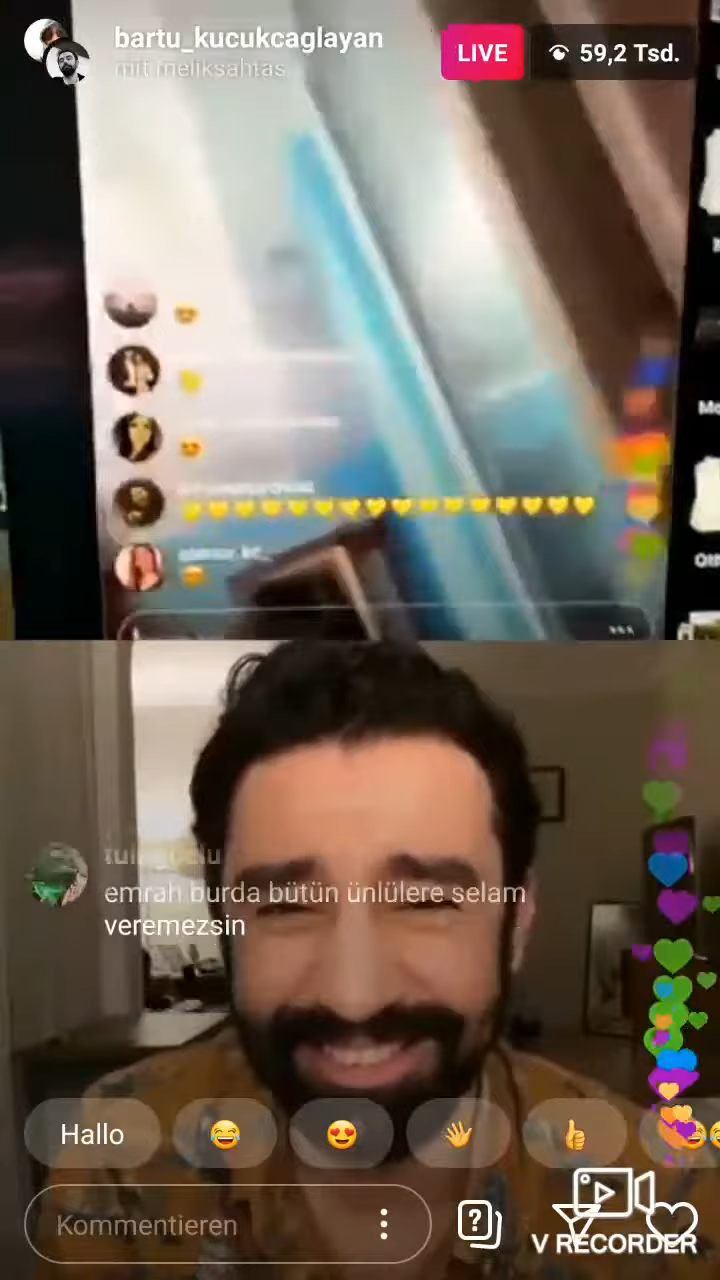 bartu_kucukcaglayan
LIVE
59,2 Tsd.
mit meliksahtas
emrah burda bütün ünlülere selam
veremezsin
Hallo
Kommentieren
V RECORDER